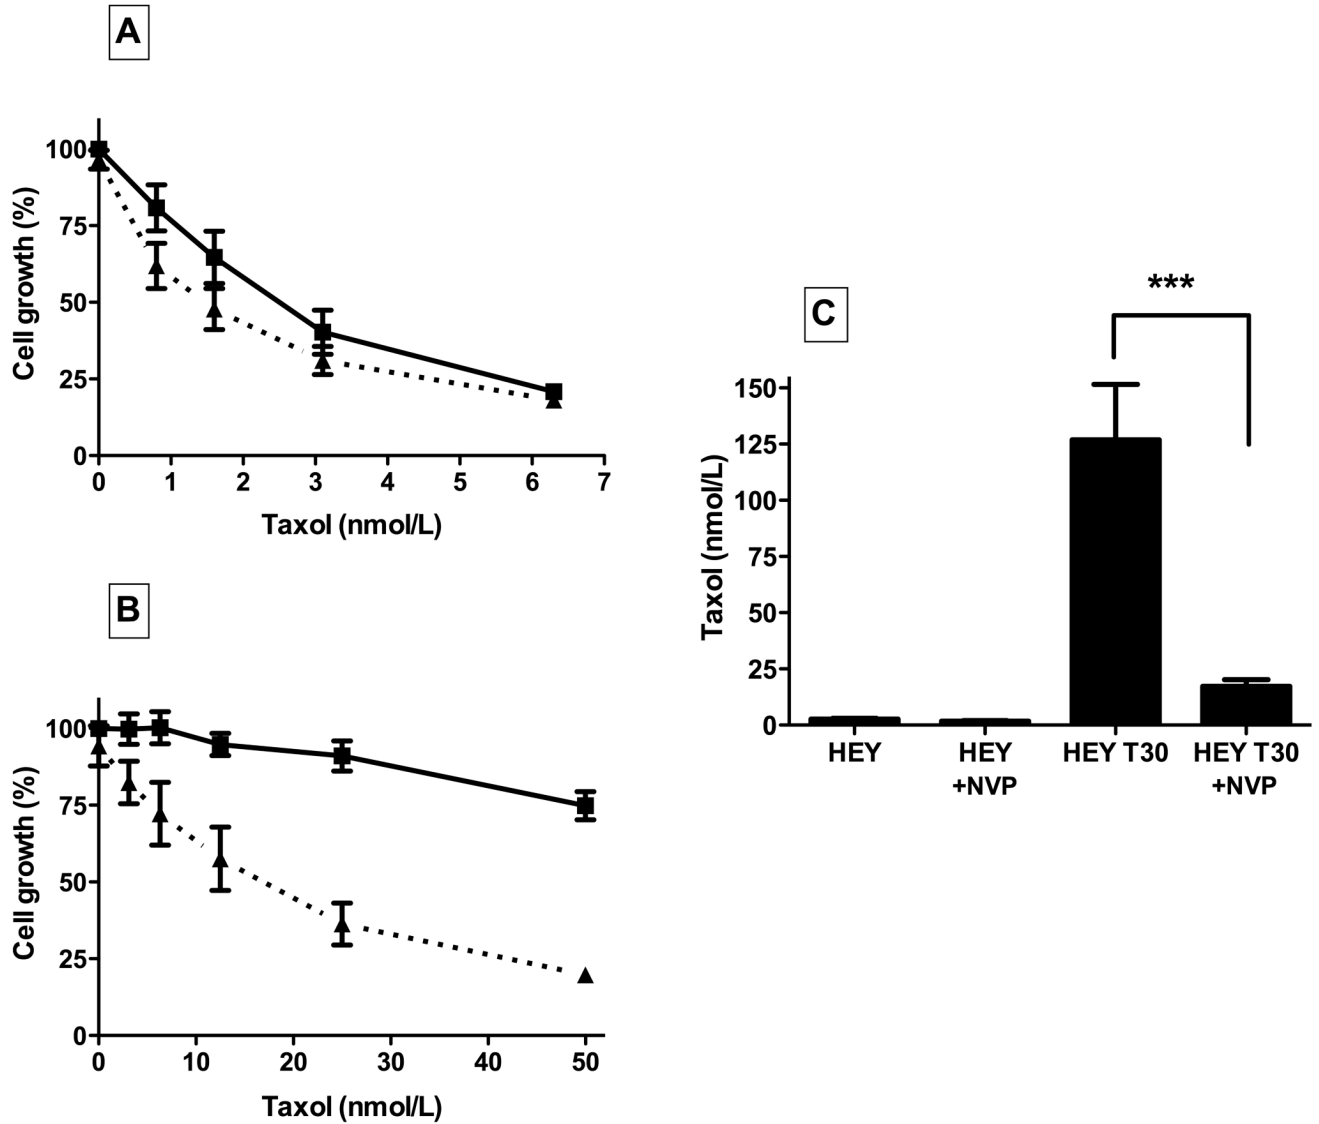 A
Cell growth (%)
100
75
50
25
0
0 1 2 3 4 5 6 7
Taxol (nmol/L)
B
Cell growth (%)
100
75
50
25
0
0 10 20 30 40 50
Taxol (nmol/L)
C
***
Taxol (nmol/L)
150
125
100
75
50
25
0
HEY HEY HEY T30 HEY T30
+NVP +NVP